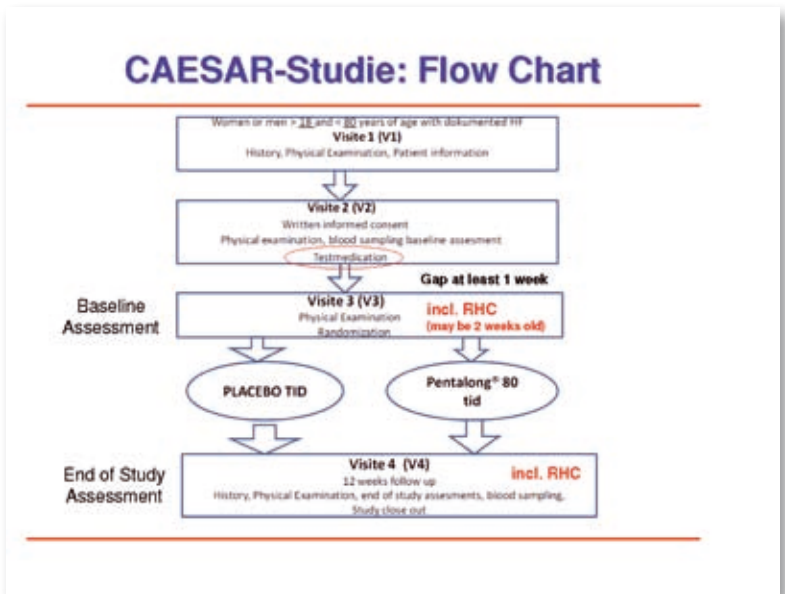 CAESAR-Studie: Flow Chart
Women or men > 18 and < 80 years of age with dokumented HF
Visite 1 (V1)
History, Physical Examination, Patient information
Visite 2 (V2)
Written informed consent
Physical examination, blood sampling baseline assesment
Testmedication
Gap at least 1 week
Baseline
Assessment
Visite 3 (V3)
Physical Examination
Randomization
incl. RHC
(may be 2 weeks old)
PLACEBO TID
Pentalong® 80
tid
End of Study
Assessment
Visite 4 (V4)
12 weeks follow up
History, Physical Examination, end of study assesments, blood sampling,
Study close out
incl. RHC